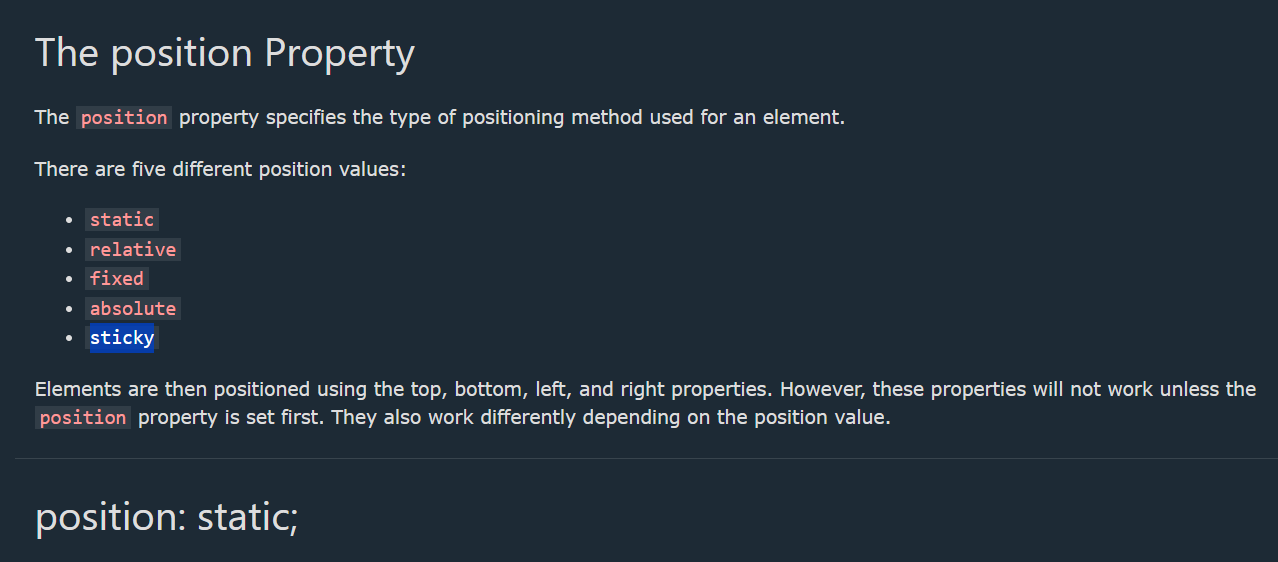 The position Property
The position property specifies the type of positioning method used for an element.
There are five different position values:
static
relative
fixed
absolute
sticky
Elements are then positioned using the top, bottom, left, and right properties. However, these properties will not work unless the
position property is set first. They also work differently depending on the position value.
position: static;